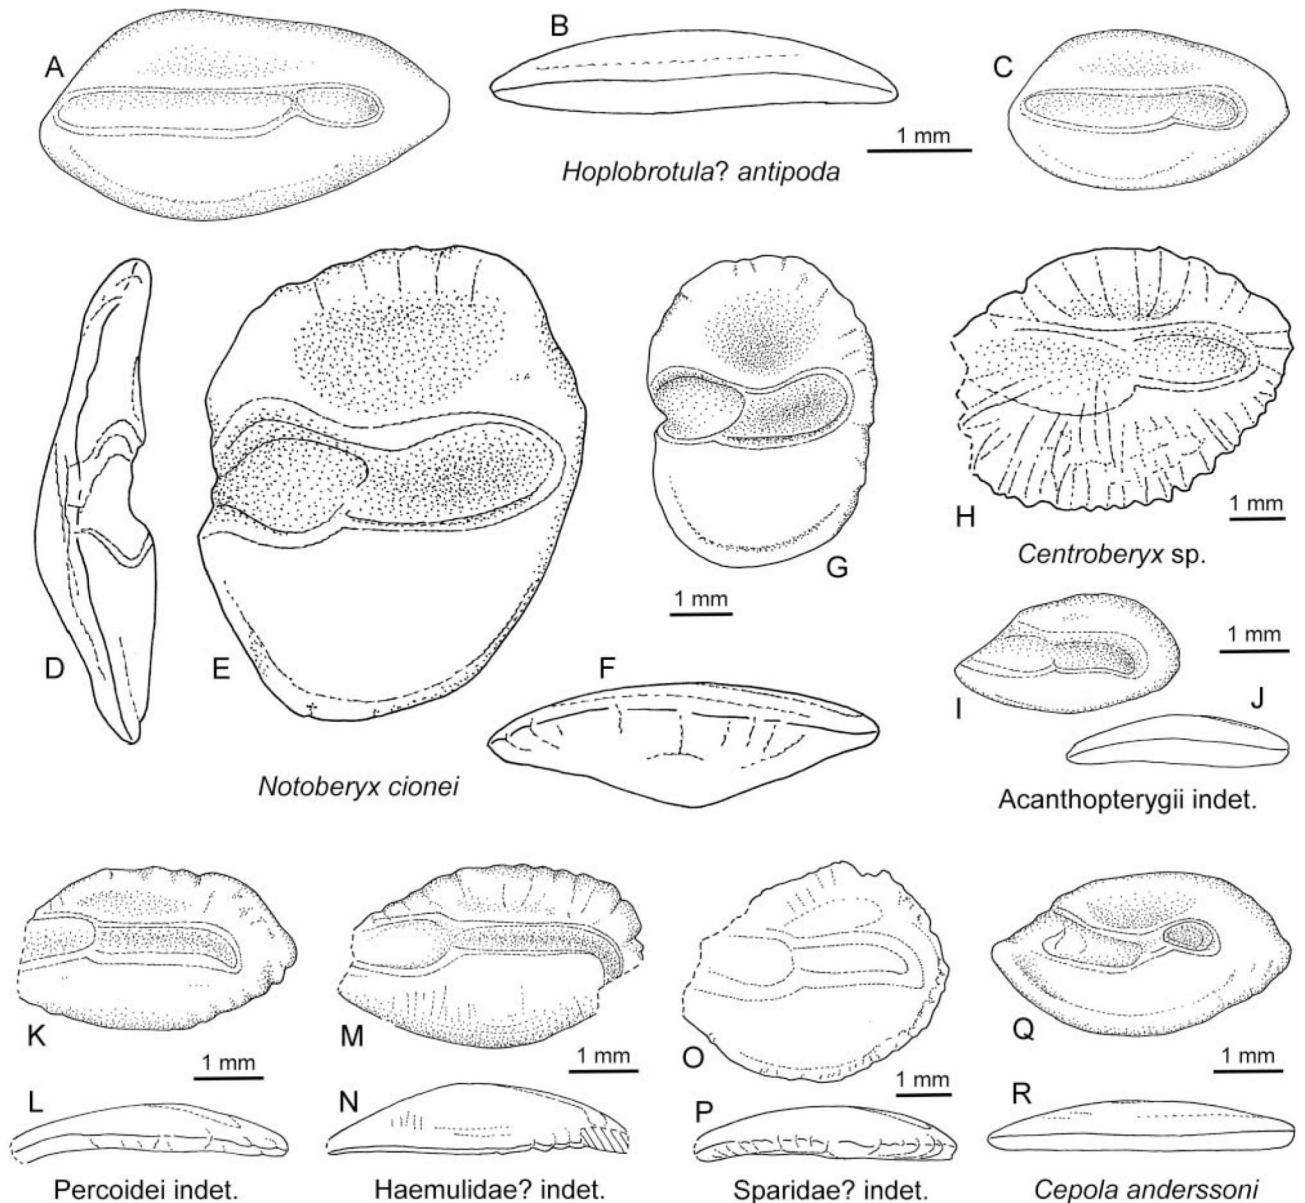 A
B
C
1 mm
Hoplobrotula? antipoda
D
E
G
H
1 mm
1 mm
Centroberyx sp.
F
I
1 mm
J
Notoberyx cionei
Acanthopterygii indet.
K
M
O
Q
1 mm
1 mm
1 mm
1 mm
L
N
P
R
Percoidei indet.
Haemulidae? indet.
Sparidae? indet.
Cepola anderssoni